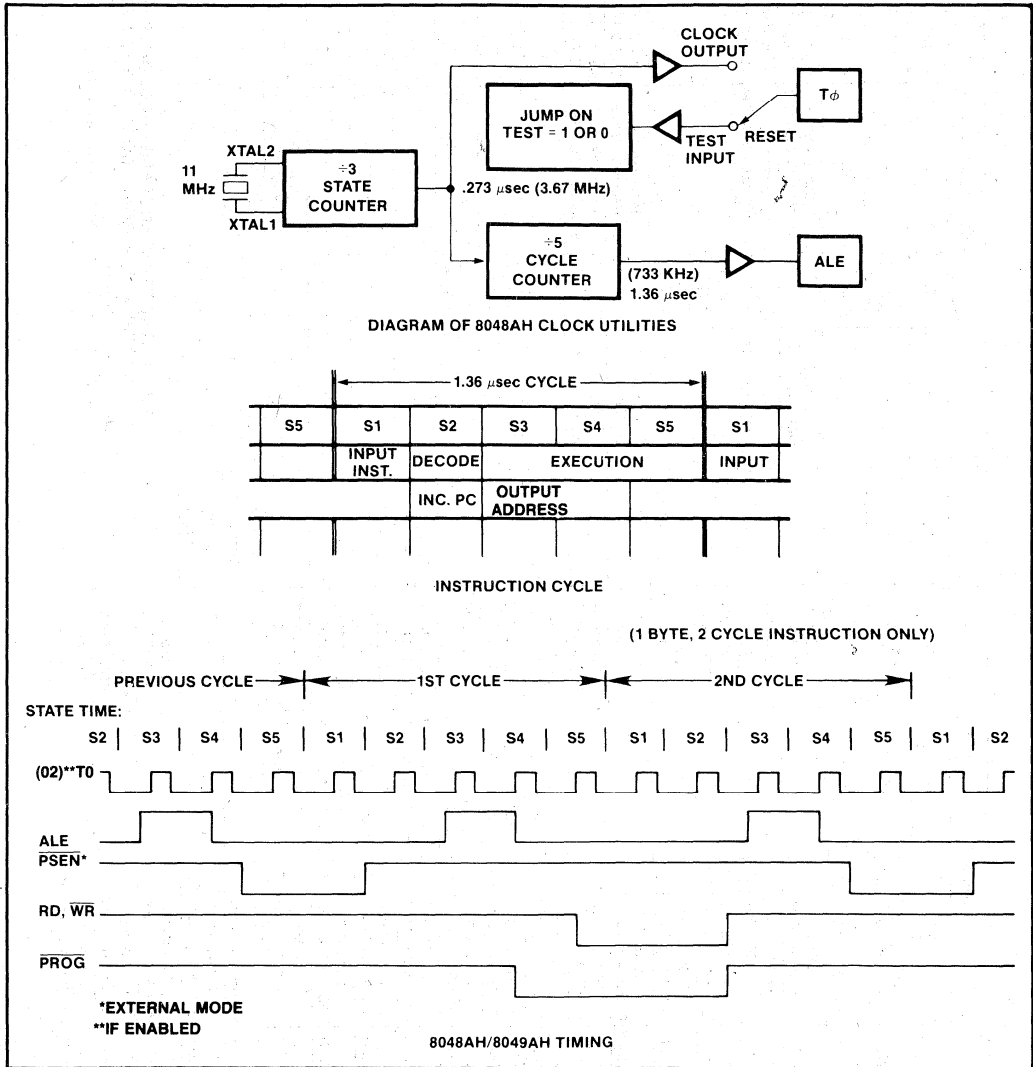 CLOCK
OUTPUT
Tϕ
JUMP ON
TEST = 1 OR 0
TEST
INPUT
RESET
XTAL2
11
MHz
XTAL1
÷3
STATE
COUNTER
.273 μsec (3.67 MHz)
÷5
CYCLE
COUNTER
(733 KHz)
1.36 μsec
ALE
DIAGRAM OF 8048AH CLOCK UTILITIES
1.36 μsec CYCLE
S5 S1 S2 S3 S4 S5 S1
INPUT INST. DECODE EXECUTION INPUT
INC. PC OUTPUT ADDRESS
INSTRUCTION CYCLE
(1 BYTE, 2 CYCLE INSTRUCTION ONLY)
PREVIOUS CYCLE 1ST CYCLE 2ND CYCLE
STATE TIME:
S2 S3 S4 S5 S1 S2 S3 S4 S5 S1 S2 S3 S4 S5 S1 S2
(02)**T0
ALE
PSEN*
RD, WR
PROG
*EXTERNAL MODE
**IF ENABLED
8048AH/8049AH TIMING